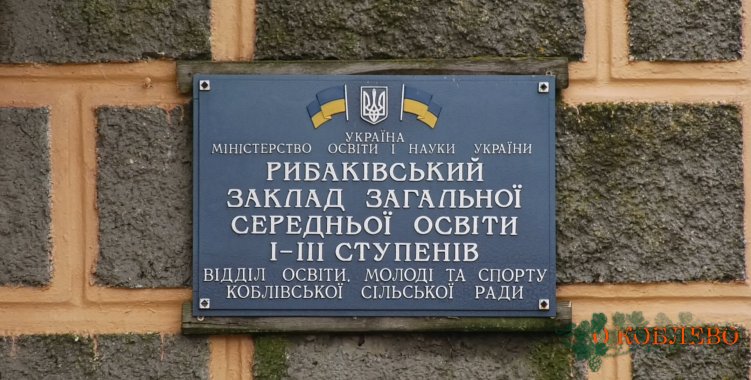 УКРАЇНА
МІНІСТЕРСТВО ОСВІТИ І НАУКИ УКРАЇНИ
РИБАКІВСЬКИЙ
ЗАКЛАД ЗАГАЛЬНОЇ
СЕРЕДНЬОЇ ОСВІТИ
І-ІІІ СТУПЕНІВ
ВІДДІЛ ОСВІТИ, МОЛОДІ ТА СПОРТУ
КОБЛІВСЬКОЇ СІЛЬСЬКОЇ РАДИ
КОБЛЕВО